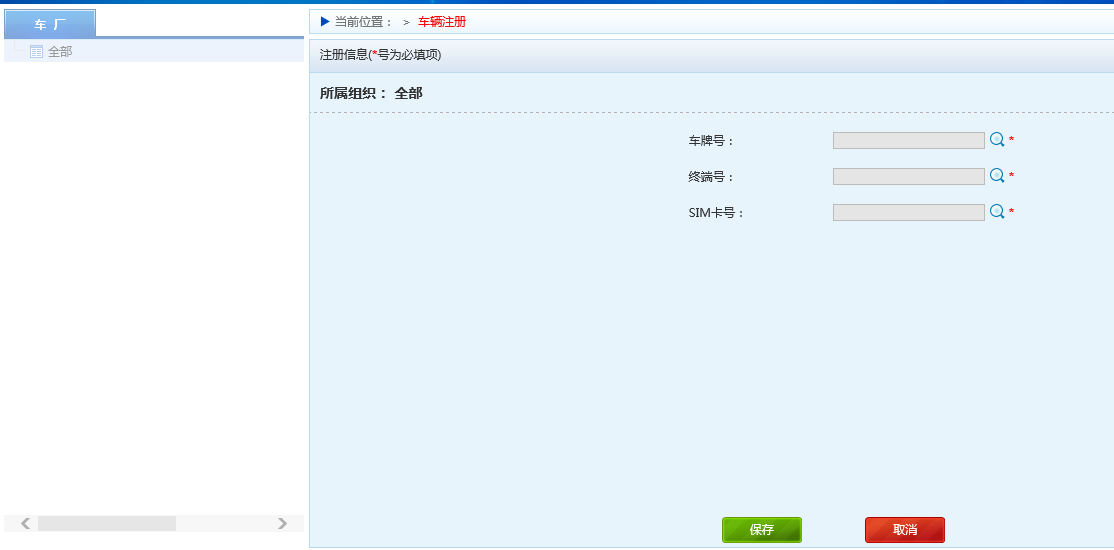 车 厂
全部
当前位置： > 车辆注册
注册信息(*号为必填项)
所属组织： 全部
车牌号： *
终端号： *
SIM卡号： *
保存 取消